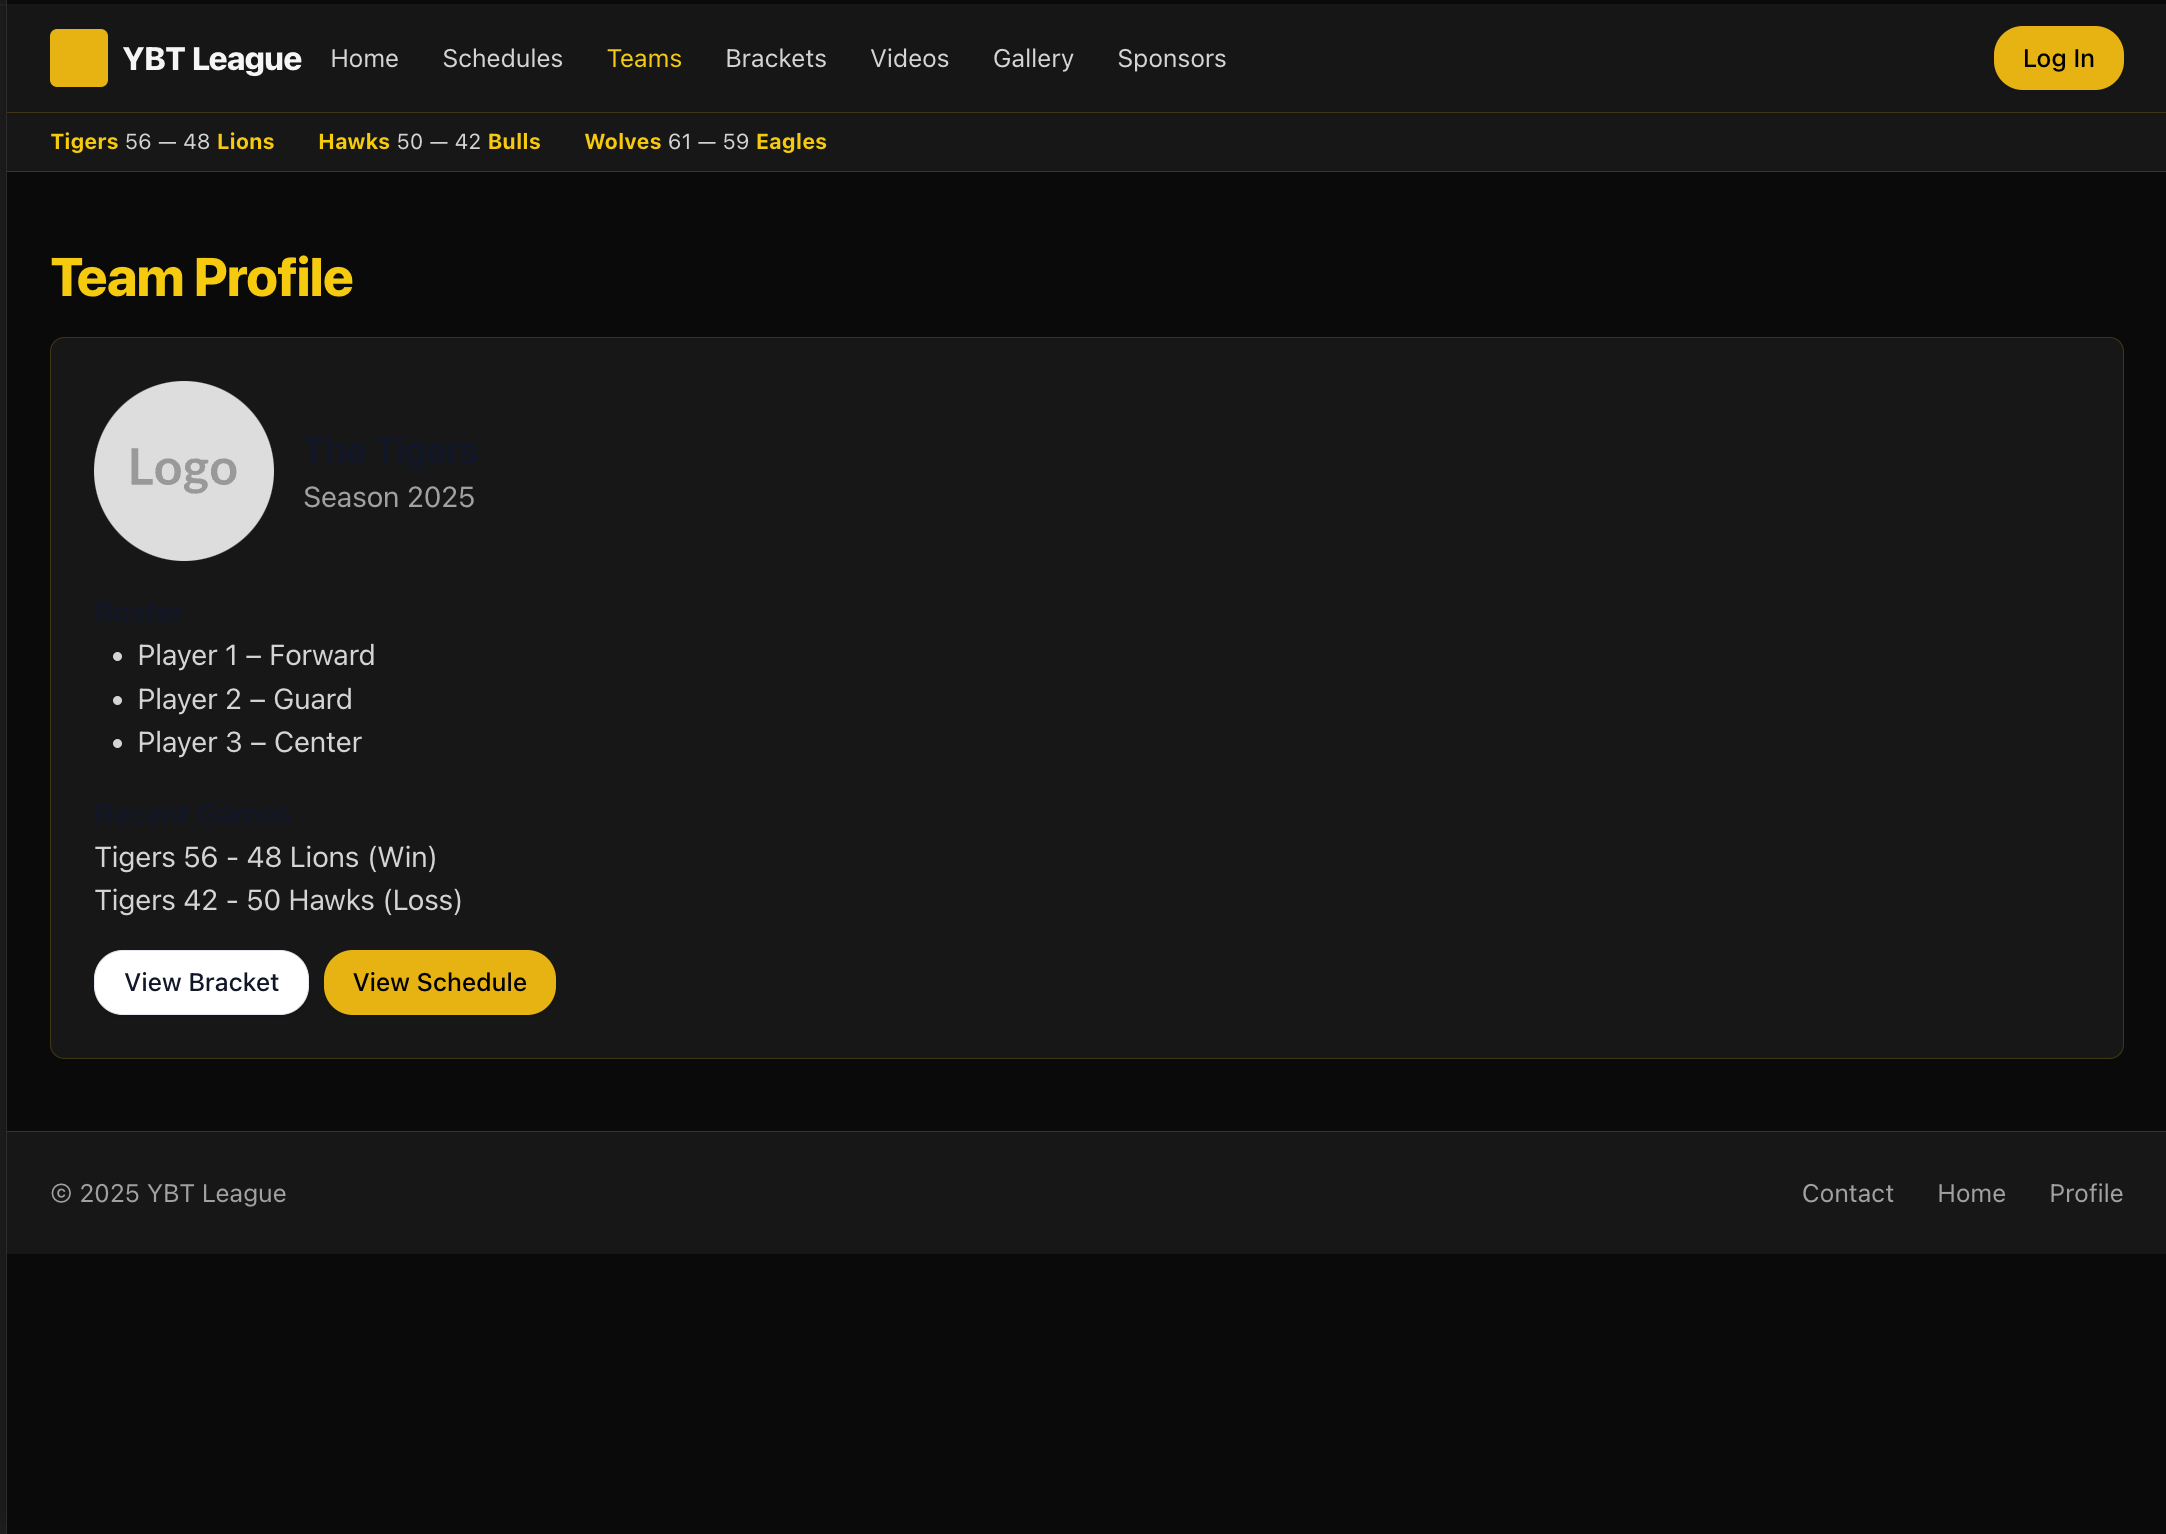 YBT League Home Schedules Teams Brackets Videos Gallery Sponsors Log In
Tigers 56 — 48 Lions Hawks 50 — 42 Bulls Wolves 61 — 59 Eagles
Team Profile
Logo
The Tigers
Season 2025
Roster
• Player 1 – Forward
• Player 2 – Guard
• Player 3 – Center
Recent Games
Tigers 56 - 48 Lions (Win)
Tigers 42 - 50 Hawks (Loss)
View Bracket View Schedule
© 2025 YBT League Contact Home Profile